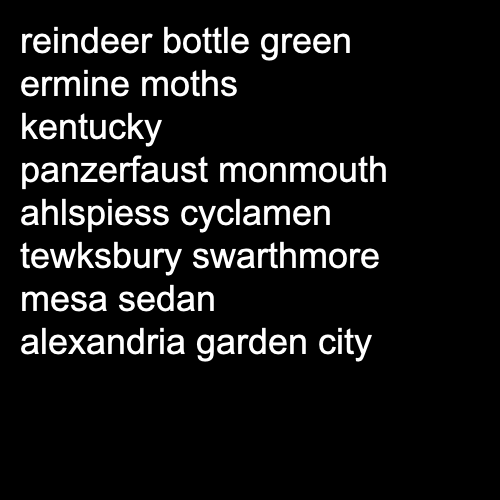 reindeer bottle green
ermine moths
kentucky
panzerfaust monmouth
ahlspiess cyclamen
tewksbury swarthmore
mesa sedan
alexandria garden city